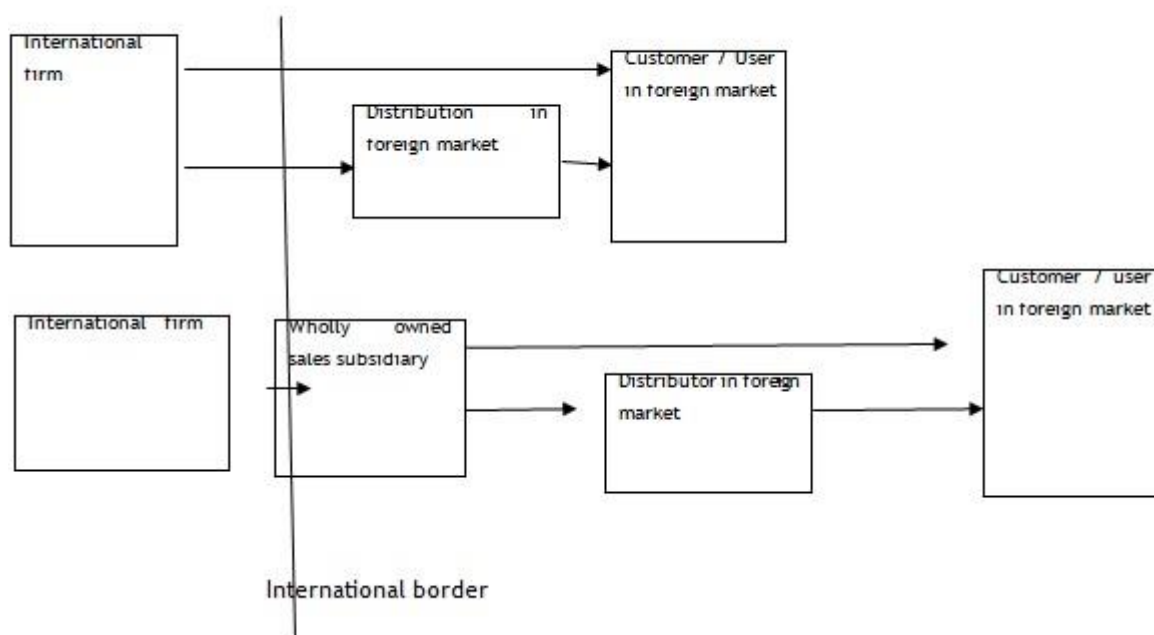 International
firm
Customer / User
in foreign market
Distribution in
foreign market
International firm
Wholly owned
sales subsidiary
Customer / user
in foreign market
Distributor in foreign
market
International border